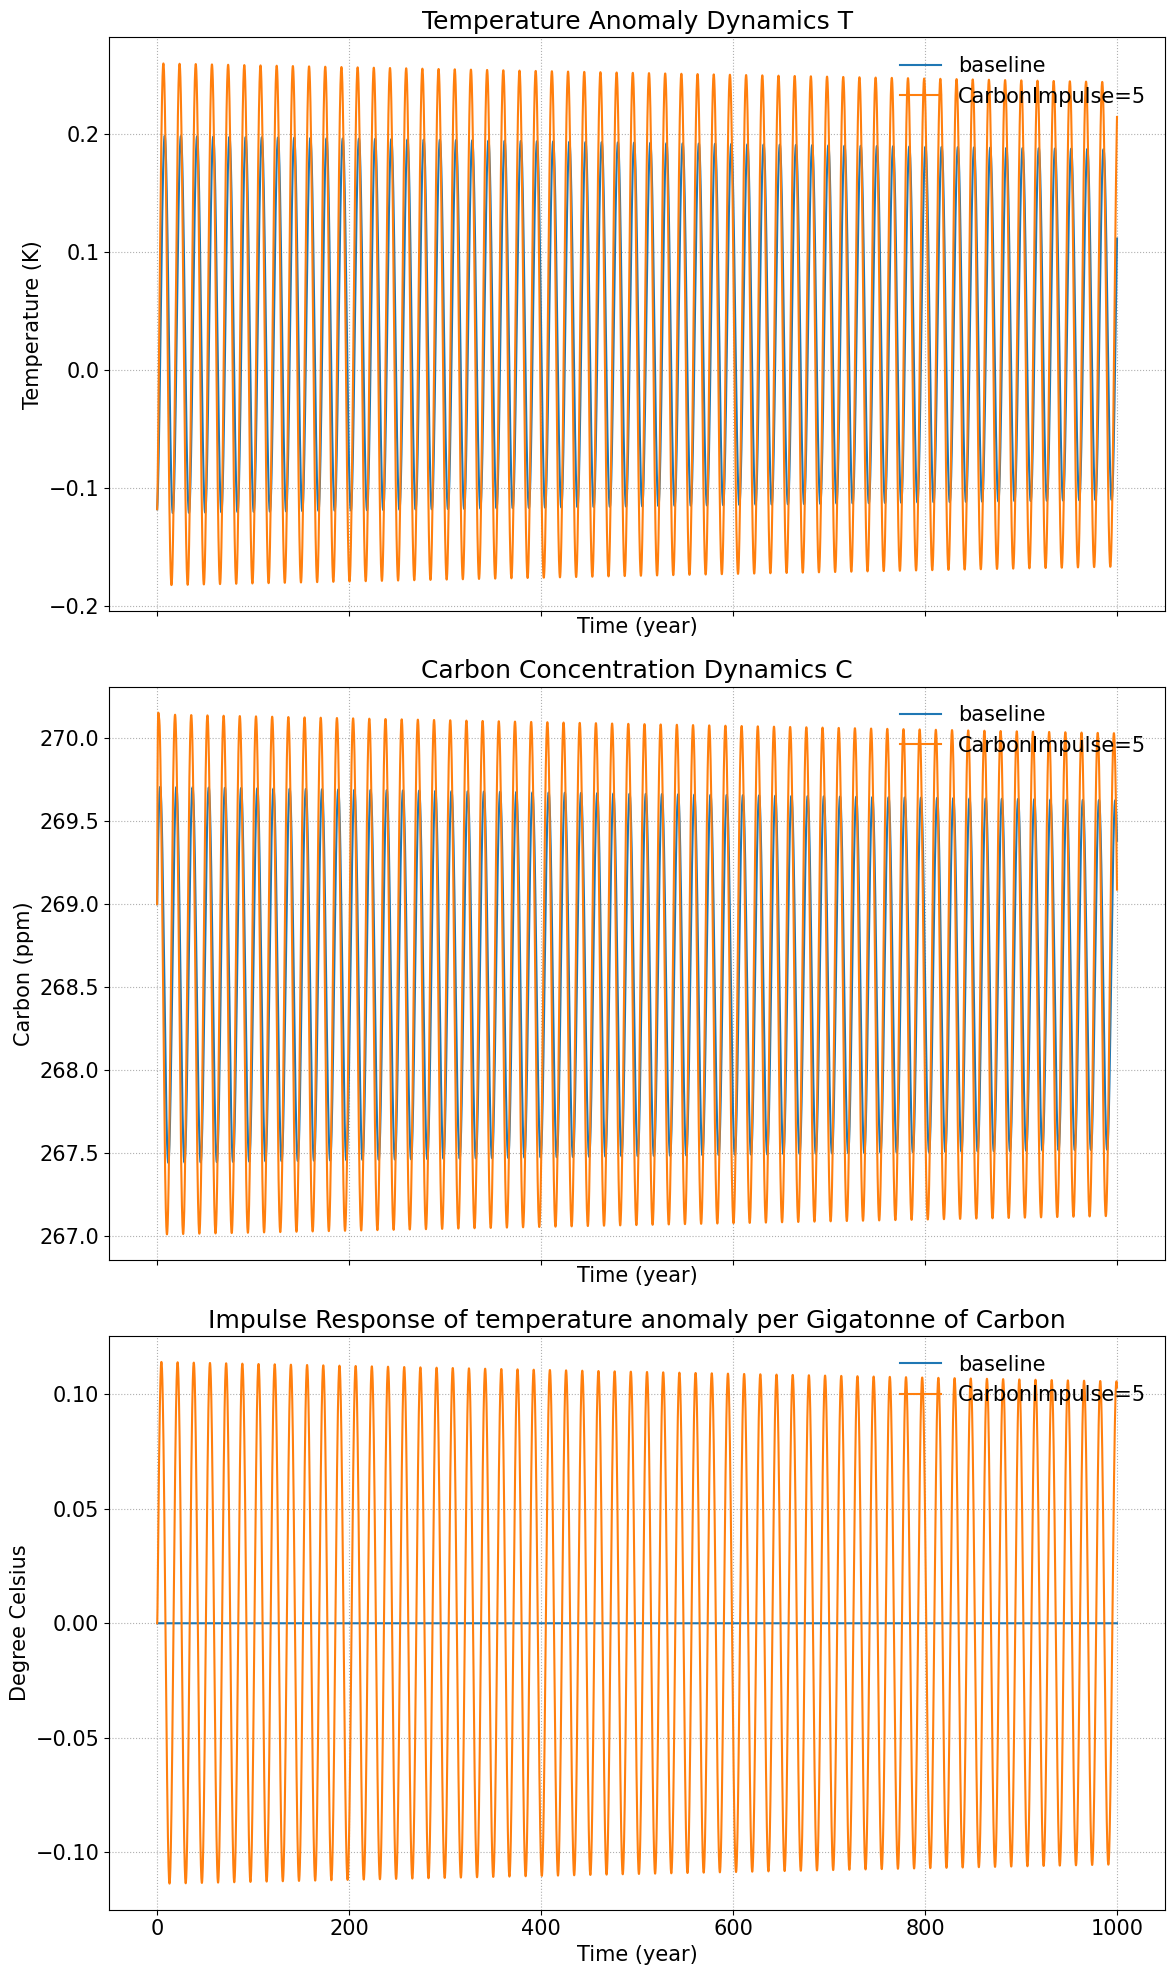 Temperature Anomaly Dynamics T
baseline
CarbonImpulse=5
Temperature (K)
0.2
0.1
0.0
−0.1
−0.2
Time (year)
Carbon Concentration Dynamics C
baseline
CarbonImpulse=5
Carbon (ppm)
270.0
269.5
269.0
268.5
268.0
267.5
267.0
Time (year)
Impulse Response of temperature anomaly per Gigatonne of Carbon
baseline
CarbonImpulse=5
Degree Celsius
0.10
0.05
0.00
−0.05
−0.10
0 200 400 600 800 1000
Time (year)